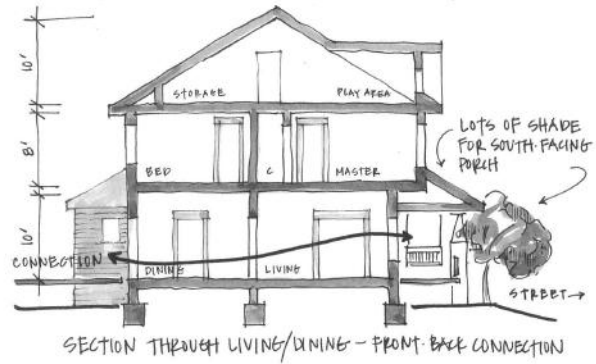 10'
STORAGE
PLAY AREA
LOTS OF SHADE
FOR SOUTH-FACING
PORCH
8'
BED
C
MASTER
10'
CONNECTION
DINING
LIVING
STREET
SECTION THROUGH LIVING/DINING - FRONT-BACK CONNECTION